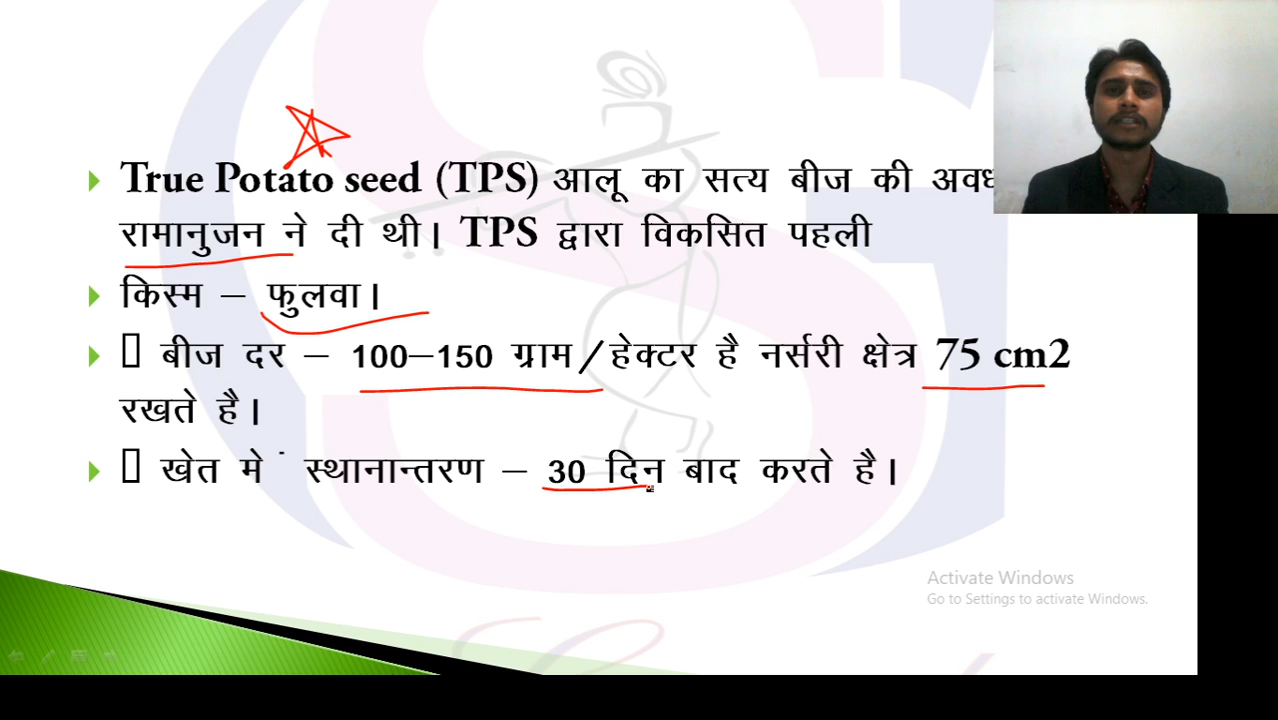 True Potato seed (TPS) आलू का सत्य बीज की
रामानुजन ने दी थी। TPS द्वारा विकसित पहली
किस्म – फुलवा।
बीज दर – 100–150 ग्राम/हेक्टर है नर्सरी क्षेत्र 75 cm2
रखते है।
खेत में स्थानान्तरण – 30 दिन बाद करते है।
Activate Windows
Go to Settings to activate Windows.